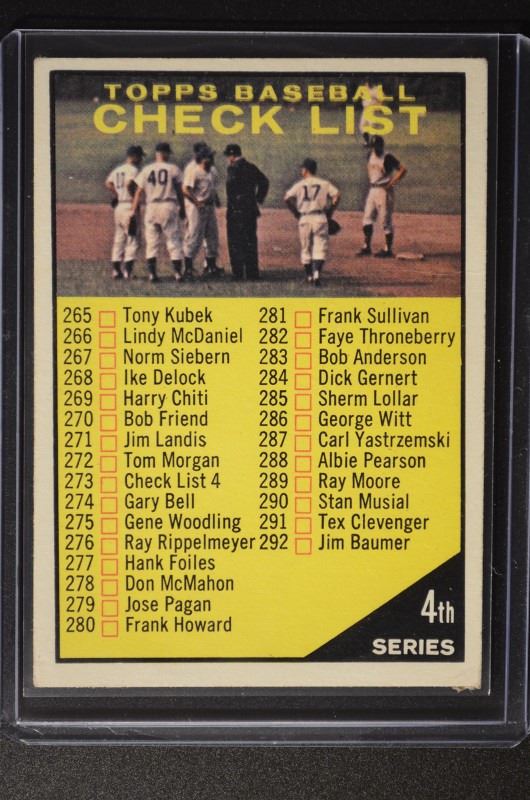 TOPPS BASEBALL
CHECK LIST
11
40
17
265 Tony Kubek
266 Lindy McDaniel
267 Norm Siebern
268 Ike Delock
269 Harry Chiti
270 Bob Friend
271 Jim Landis
272 Tom Morgan
273 Check List 4
274 Gary Bell
275 Gene Woodling
276 Ray Rippelmeyer
277 Hank Foiles
278 Don McMahon
279 Jose Pagan
280 Frank Howard
281 Frank Sullivan
282 Faye Throneberry
283 Bob Anderson
284 Dick Gernert
285 Sherm Lollar
286 George Witt
287 Carl Yastrzemski
288 Albie Pearson
289 Ray Moore
290 Stan Musial
291 Tex Clevenger
292 Jim Baumer
4th
SERIES